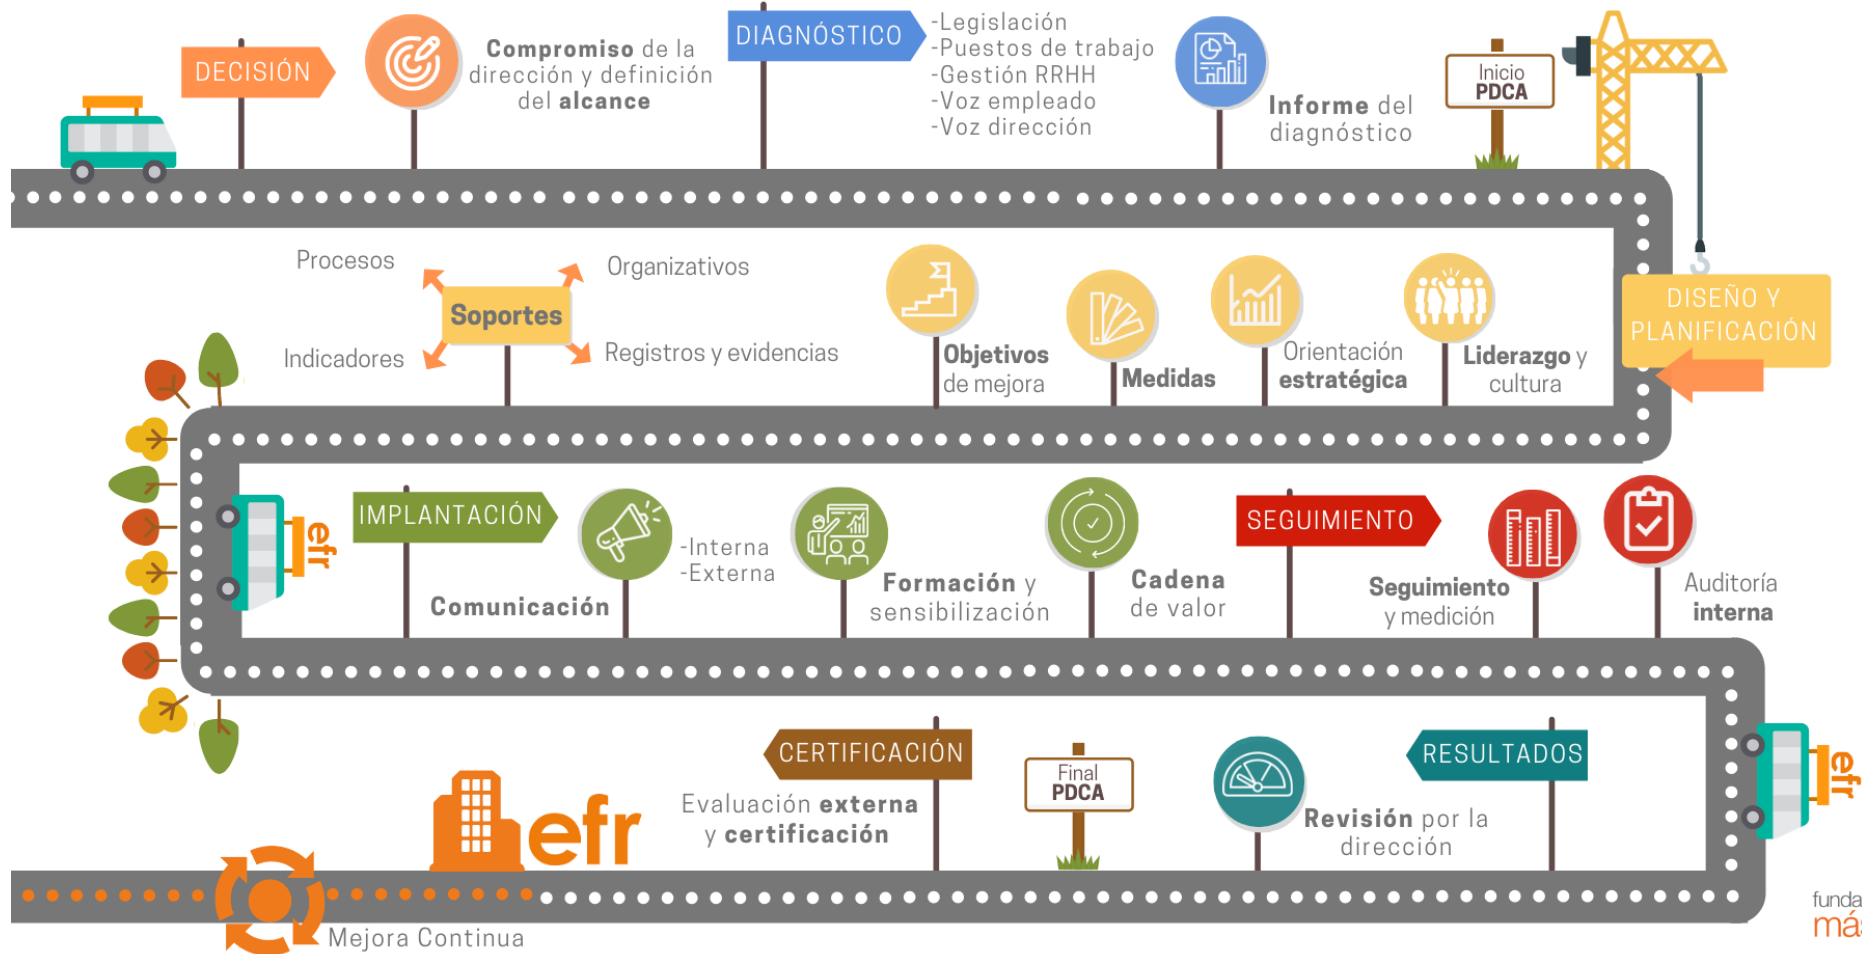 DECISIÓN
Compromiso de la
dirección y definición
del alcance
DIAGNÓSTICO
-Legislación
-Puestos de trabajo
-Gestión RRHH
-Voz empleado
-Voz dirección
Informe del
diagnóstico
Inicio
PDCA
DISEÑO Y
PLANIFICACIÓN
Liderazgo y
cultura
Orientación
estratégica
Medidas
Objetivos
de mejora
Soportes
Procesos
Organizativos
Indicadores
Registros y evidencias
efr
IMPLANTACIÓN
Comunicación
-Interna
-Externa
Formación y
sensibilización
Cadena
de valor
SEGUIMIENTO
Seguimiento
y medición
Auditoría
interna
efr
RESULTADOS
Revisión por la
dirección
Final
PDCA
CERTIFICACIÓN
Evaluación externa
y certificación
efr
Mejora Continua
funda
más